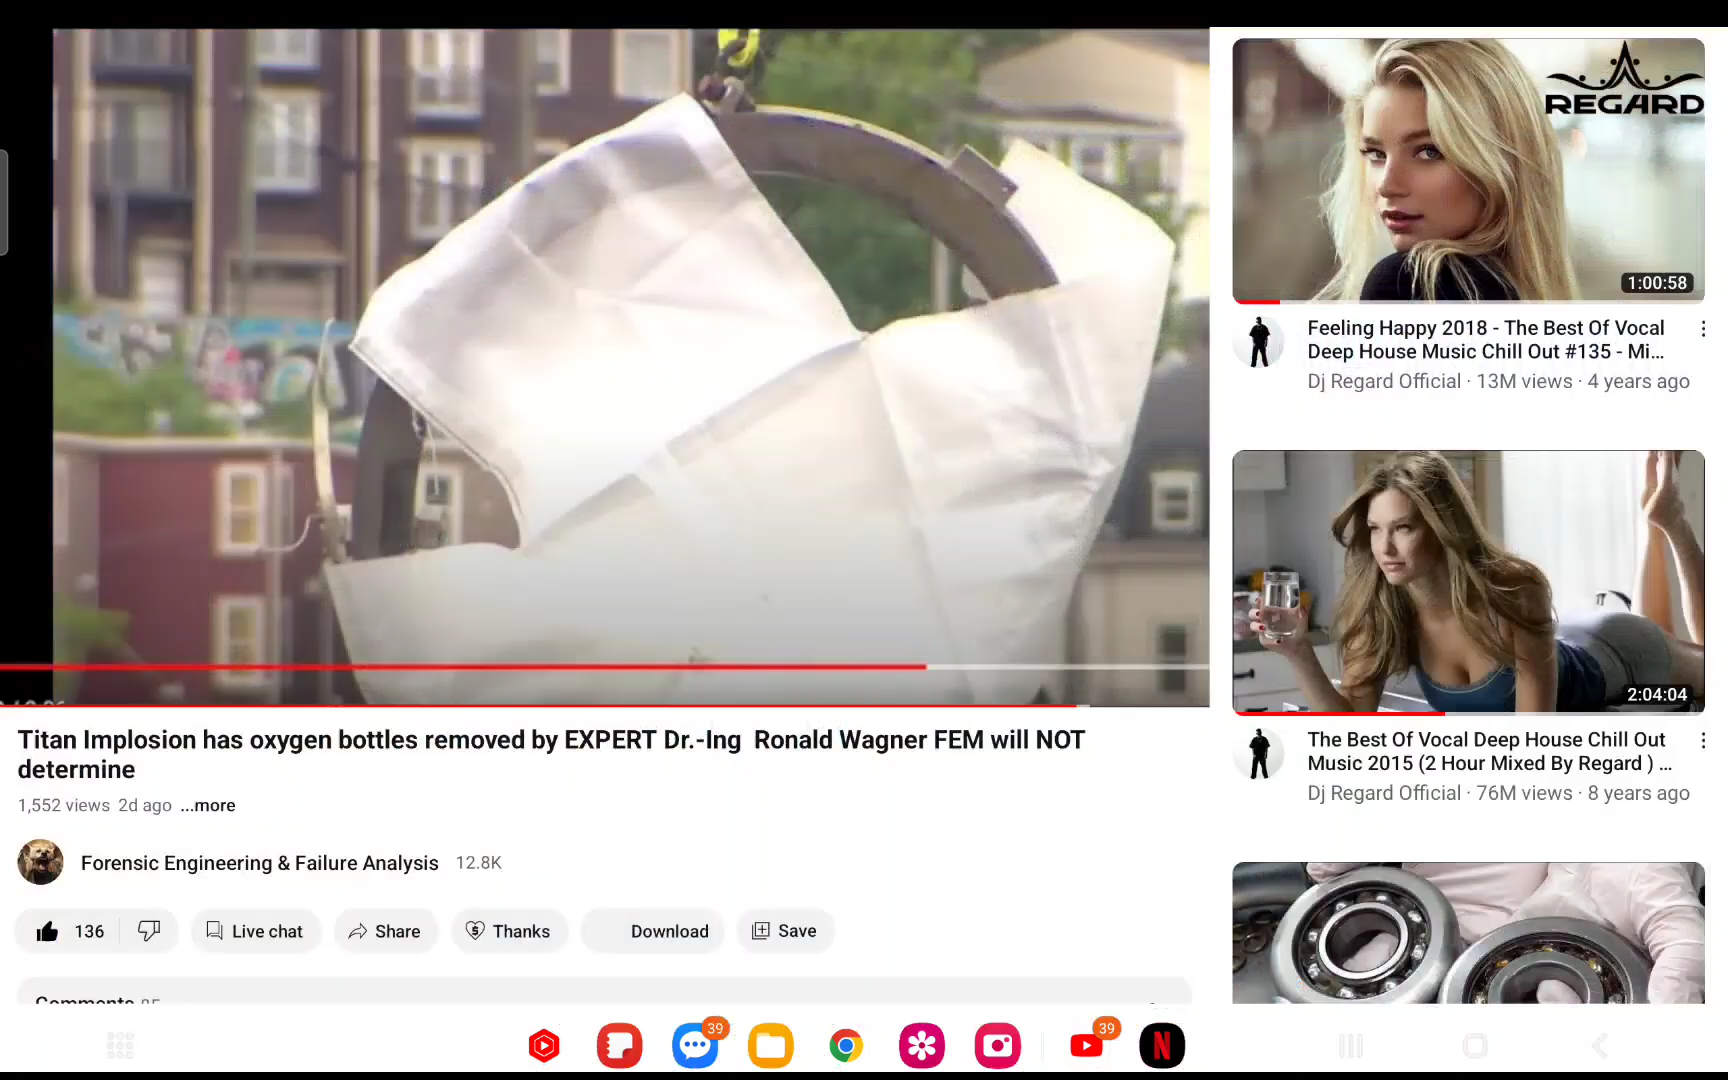 REGARD
1:00:58
Feeling Happy 2018 - The Best Of Vocal
Deep House Music Chill Out #135 - Mi...
Dj Regard Official · 13M views · 4 years ago
2:04:04
The Best Of Vocal Deep House Chill Out
Music 2015 (2 Hour Mixed By Regard ) ...
Dj Regard Official · 76M views · 8 years ago
Titan Implosion has oxygen bottles removed by EXPERT Dr.-Ing  Ronald Wagner FEM will NOT
determine
1,552 views  2d ago  ...more
Forensic Engineering & Failure Analysis  12.8K
136
Live chat
Share
Thanks
Download
Save
Comments
39
39
N